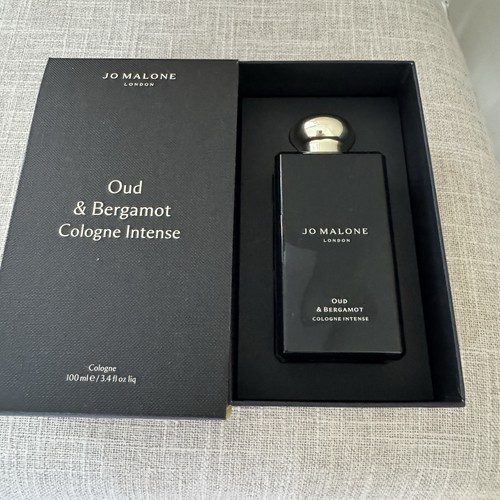 JO MALONE
LONDON
Oud
& Bergamot
Cologne Intense
Cologne
100 ml e / 3.4 fl oz liq
JO MALONE
LONDON
OUD
& BERGAMOT
COLOGNE INTENSE